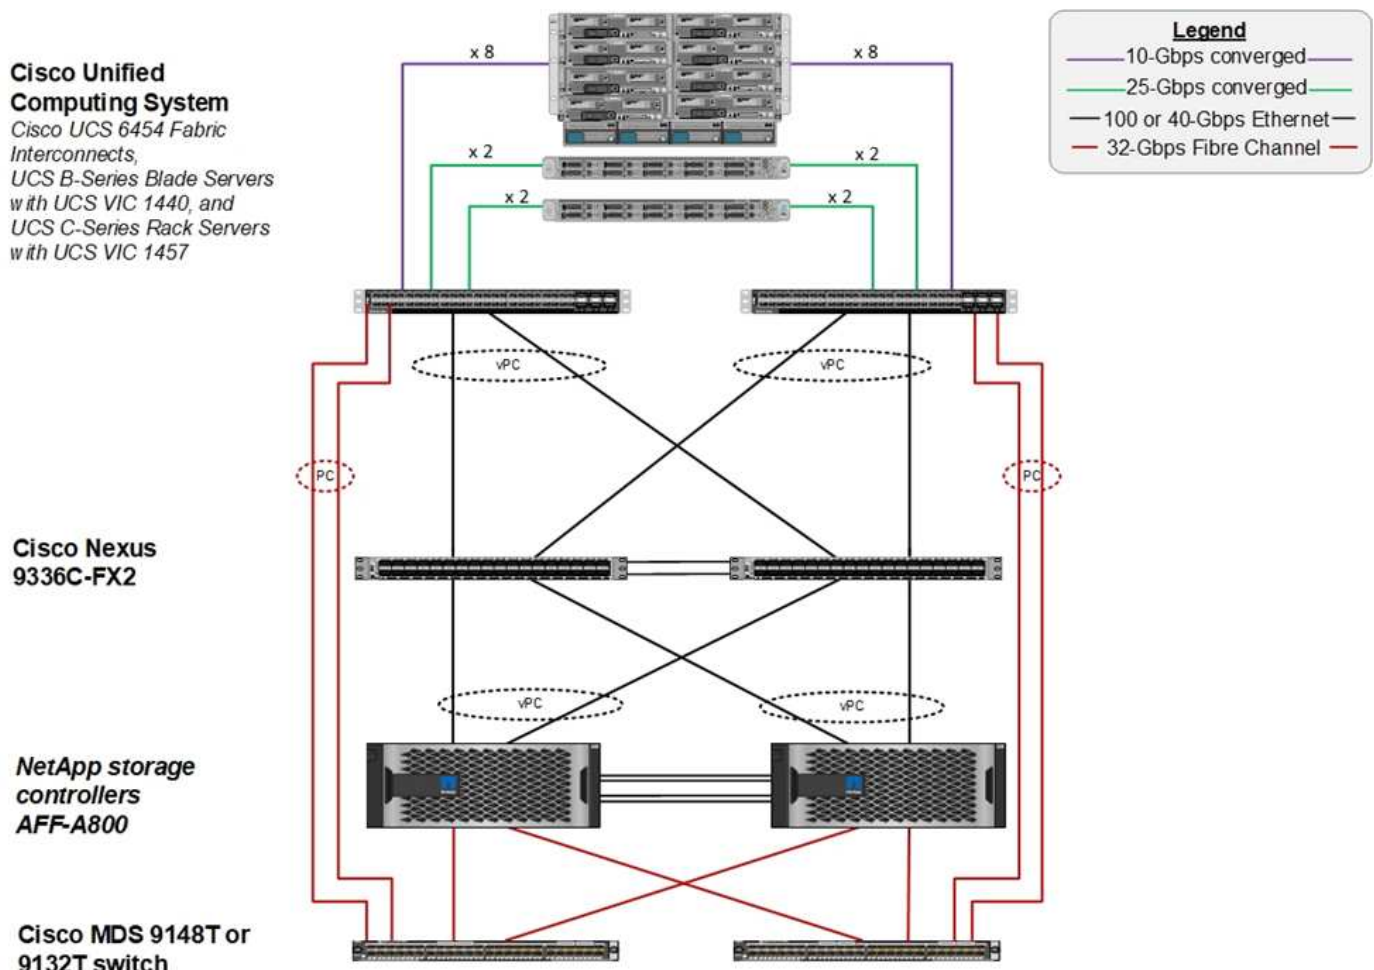 Cisco Unified
Computing System
Cisco UCS 6454 Fabric
Interconnects,
UCS B-Series Blade Servers
with UCS VIC 1440, and
UCS C-Series Rack Servers
with UCS VIC 1457
x 8
x 8
x 2
x 2
x 2
x 2
Legend
10-Gbps converged
25-Gbps converged
100 or 40-Gbps Ethernet
32-Gbps Fibre Channel
vPC
vPC
PC
PC
Cisco Nexus
9336C-FX2
vPC
vPC
NetApp storage
controllers
AFF-A800
Cisco MDS 9148T or
9132T switch